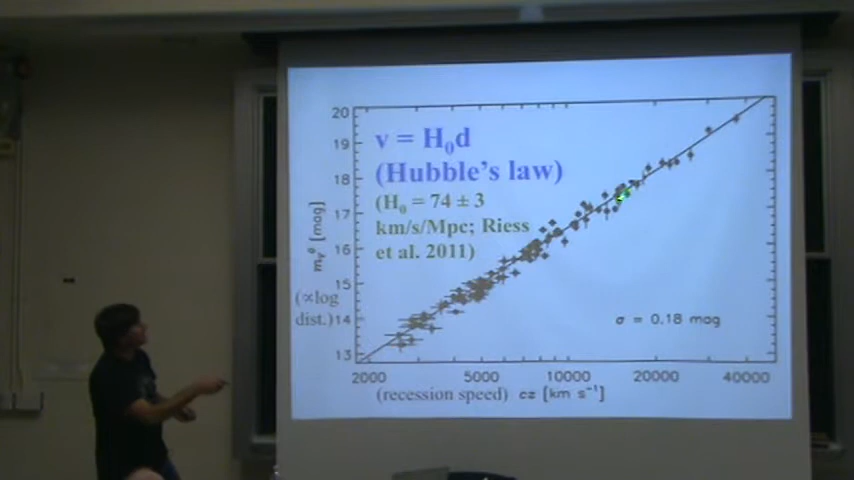 v = H₀d
(Hubble's law)
(H₀ = 74 ± 3
km/s/Mpc; Riess
et al. 2011)
20
19
18
17
16
15
14
13
[mag]
(∝log
dist.)
σ = 0.18 mag
2000 5000 10000 20000 40000
(recession speed) cz [km s⁻¹]